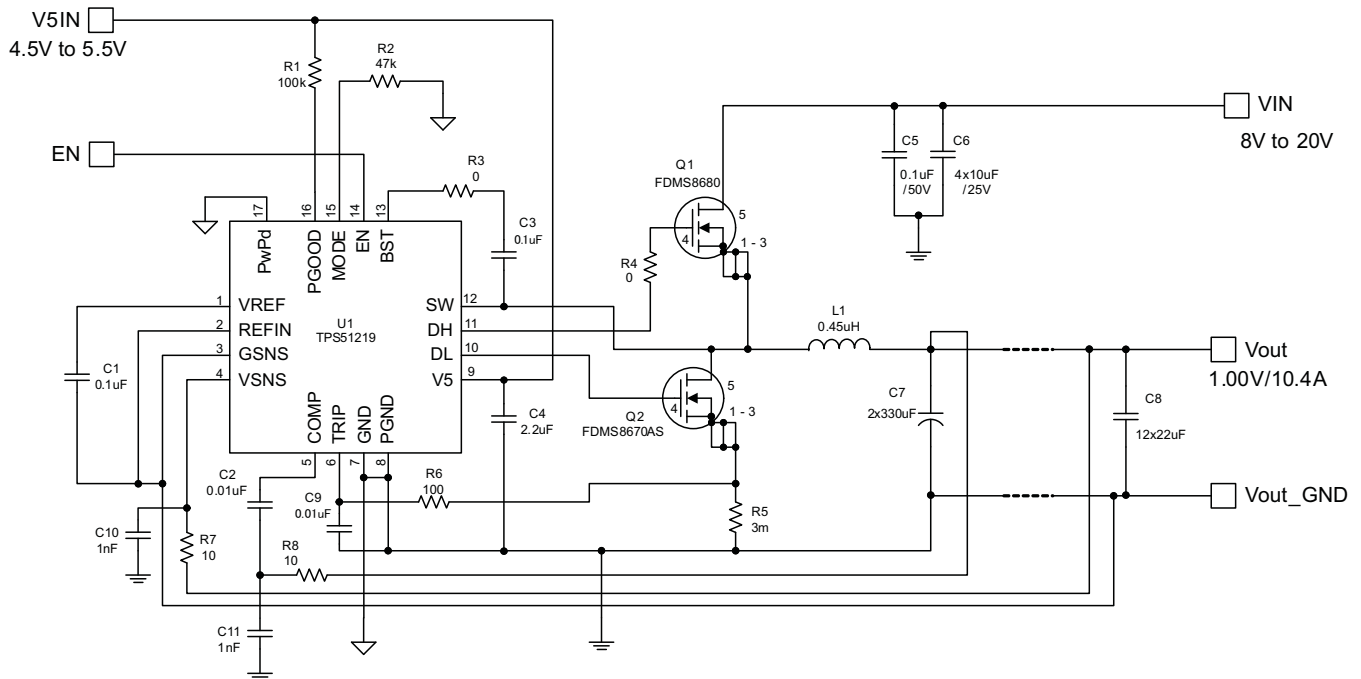 V5IN
4.5V to 5.5V
R1
100k
R2
47k
EN
R3
0
C3
0.1uF
Q1
FDMS8680
5
4
1 - 3
R4
0
C5
0.1uF
/50V
C6
4x10uF
/25V
VIN
8V to 20V
17
16
15
14
13
PwPd
PGOOD
MODE
EN
BST
1
VREF
2
REFIN
3
GSNS
4
VSNS
U1
TPS51219
SW
12
DH
11
DL
10
V5
9
COMP
TRIP
GND
PGND
5
6
7
8
C1
0.1uF
L1
0.45uH
Vout
1.00V/10.4A
5
4
1 - 3
Q2
FDMS8670AS
C4
2.2uF
C7
2x330uF
C8
12x22uF
Vout_GND
C2
0.01uF
C9
0.01uF
R6
100
R5
3m
C10
1nF
R7
10
R8
10
C11
1nF